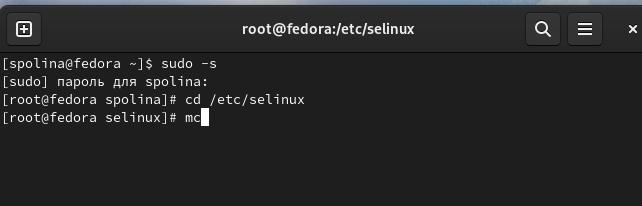 root@fedora:/etc/selinux
[spolina@fedora ~]$ sudo -s
[sudo] пароль для spolina:
[root@fedora spolina]# cd /etc/selinux
[root@fedora selinux]# mc